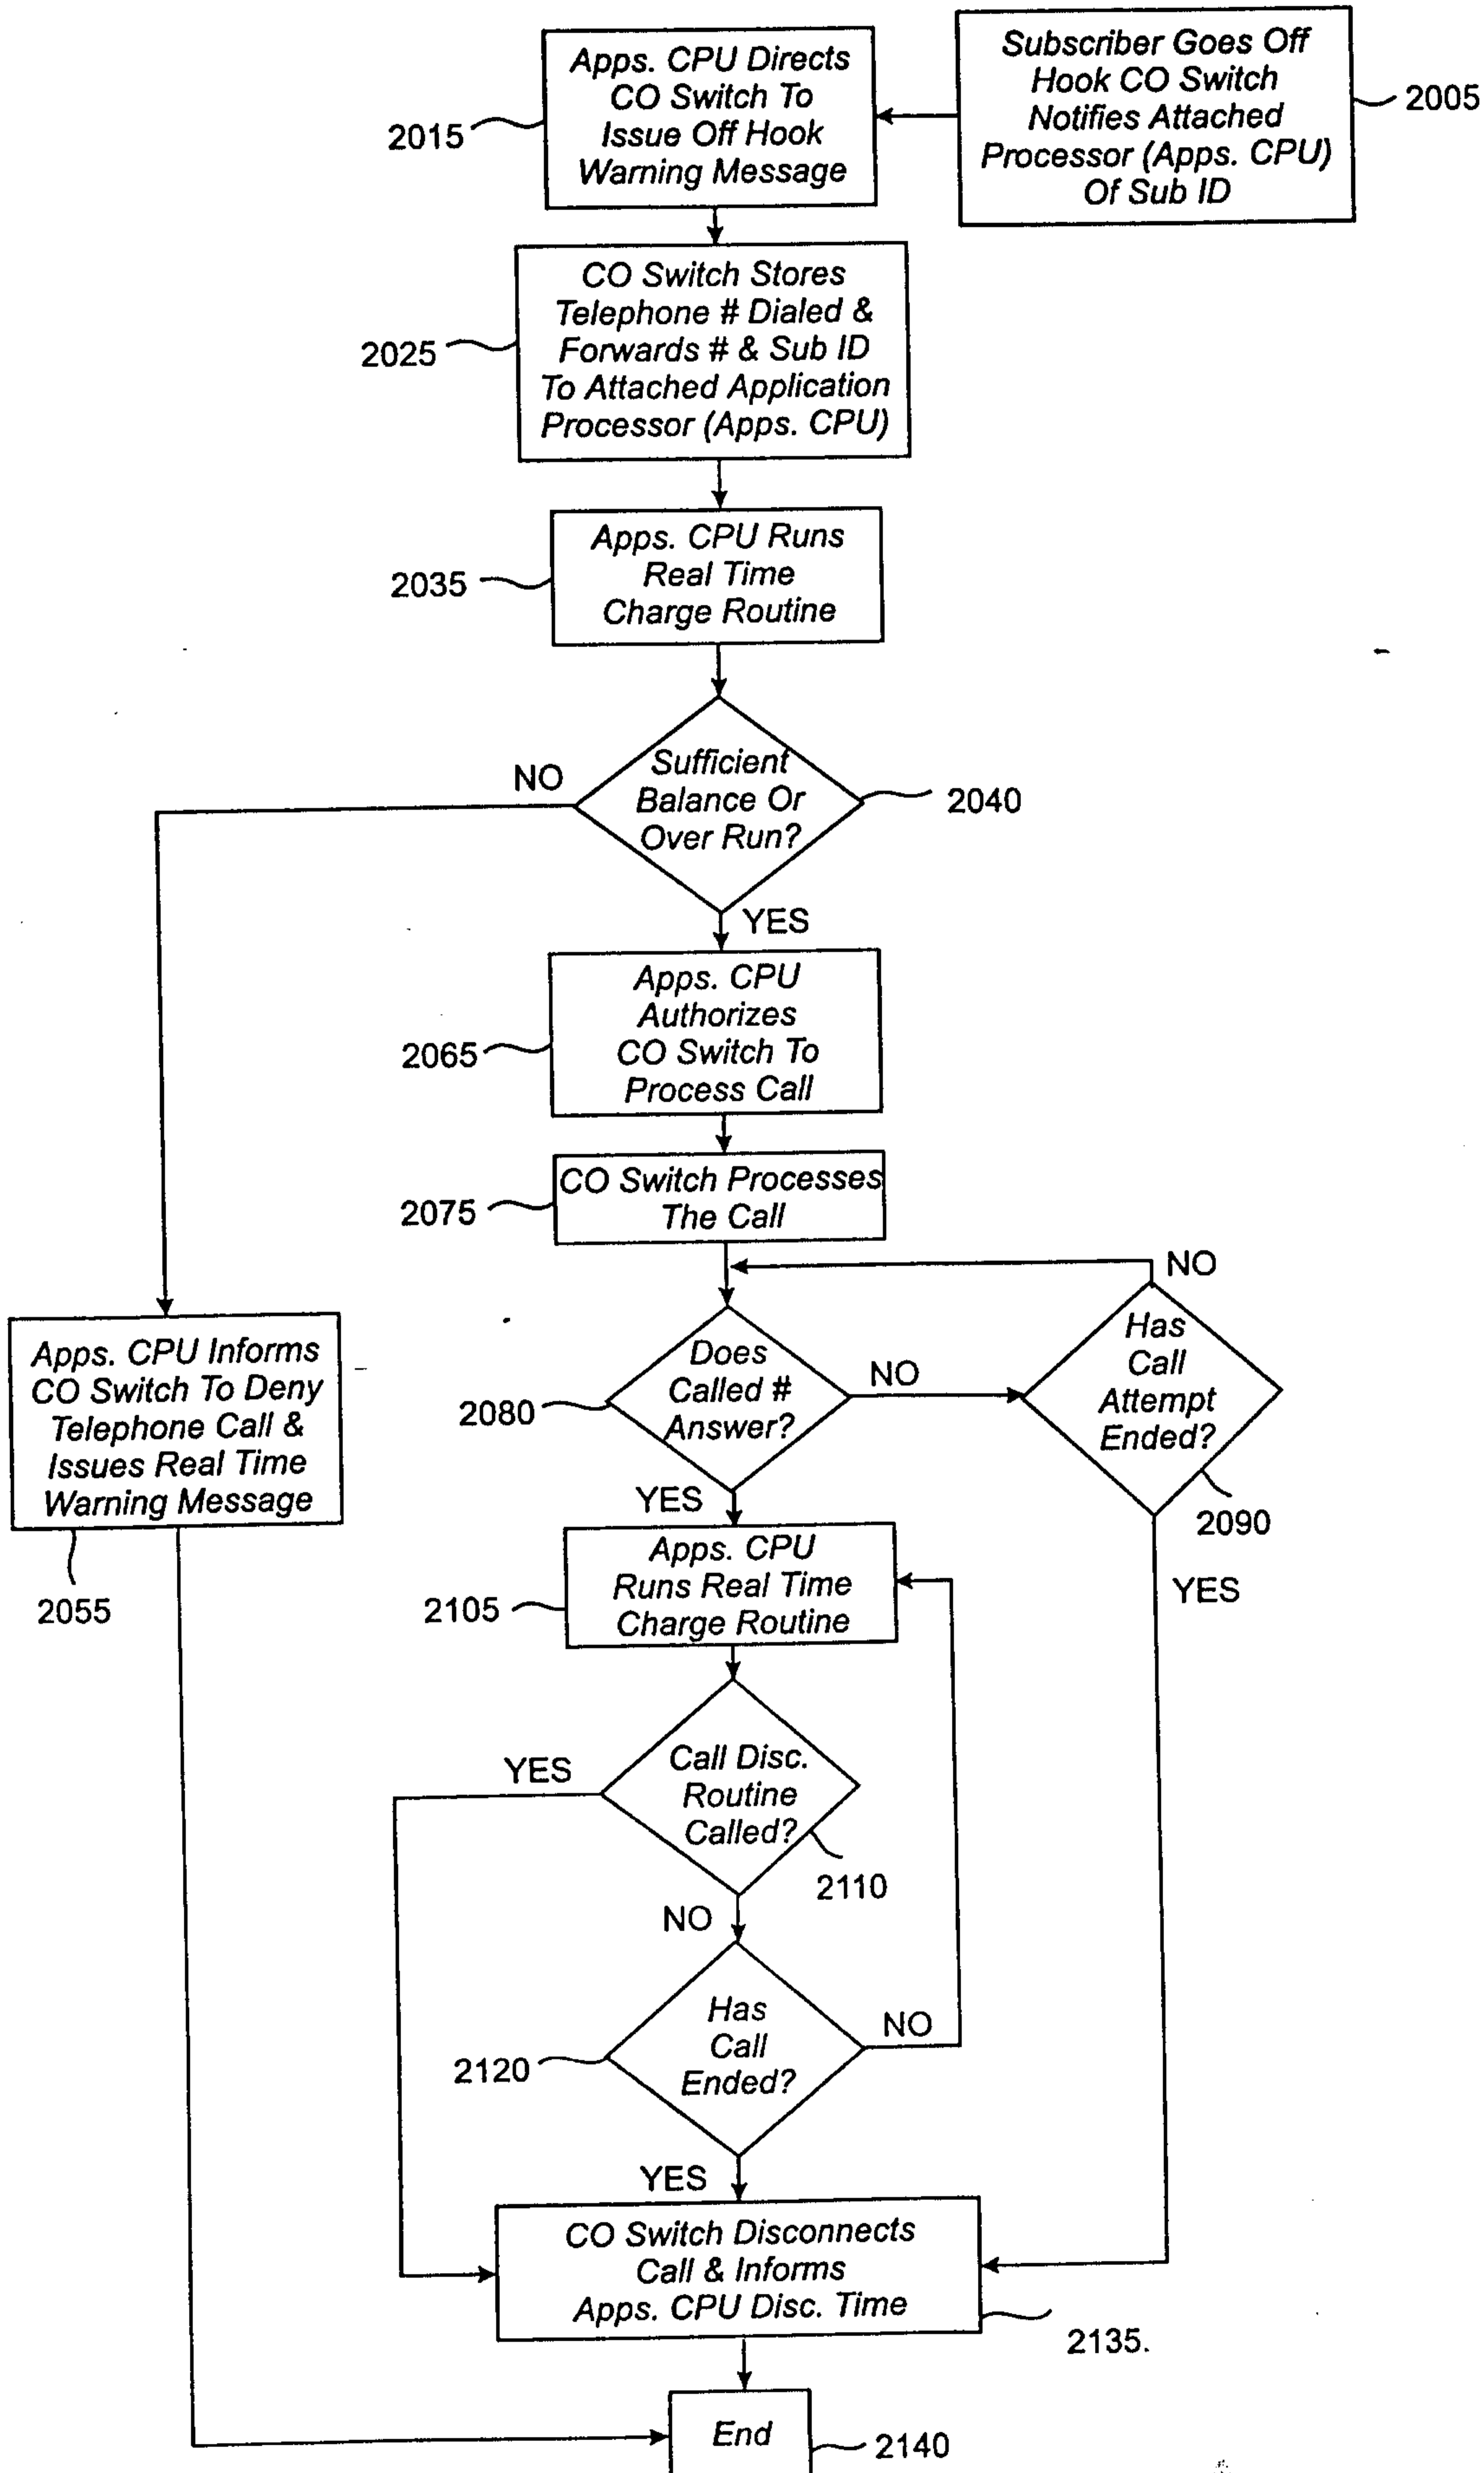 Subscriber Goes Off
Hook CO Switch
Notifies Attached
Processor (Apps. CPU)
Of Sub ID
2005
Apps. CPU Directs
CO Switch To
Issue Off Hook
Warning Message
2015
CO Switch Stores
Telephone # Dialed &
Forwards # & Sub ID
To Attached Application
Processor (Apps. CPU)
2025
Apps. CPU Runs
Real Time
Charge Routine
2035
Sufficient
Balance Or
Over Run?
2040
NO
YES
Apps. CPU
Authorizes
CO Switch To
Process Call
2065
CO Switch Processes
The Call
2075
Does
Called #
Answer?
2080
NO
YES
Has
Call
Attempt
Ended?
2090
NO
YES
Apps. CPU Informs
CO Switch To Deny
Telephone Call &
Issues Real Time
Warning Message
2055
Apps. CPU
Runs Real Time
Charge Routine
2105
Call Disc.
Routine
Called?
2110
YES
NO
Has
Call
Ended?
2120
NO
YES
CO Switch Disconnects
Call & Informs
Apps. CPU Disc. Time
2135.
End
2140